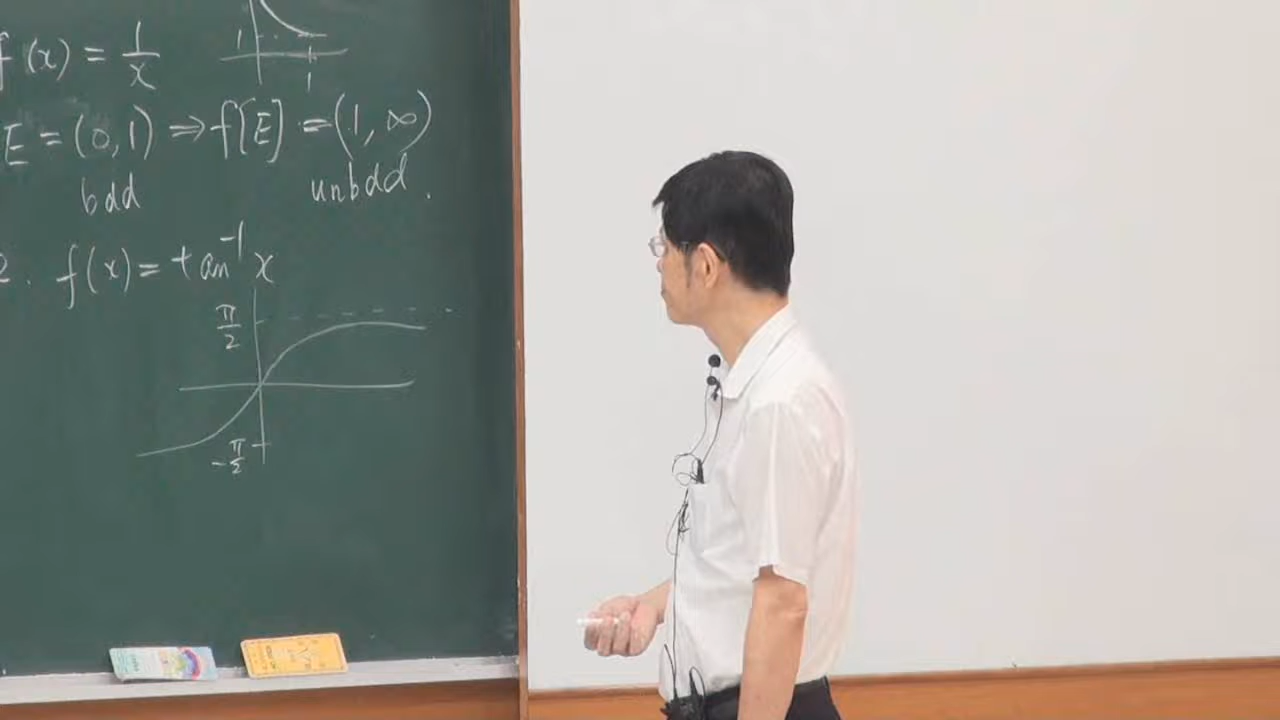 f(x) = 1/x
1
1
E = (0,1) ⇒ f[E] = (1, ∞)
bdd unbdd.
2. f(x) = tan⁻¹ x
π/2
-π/2